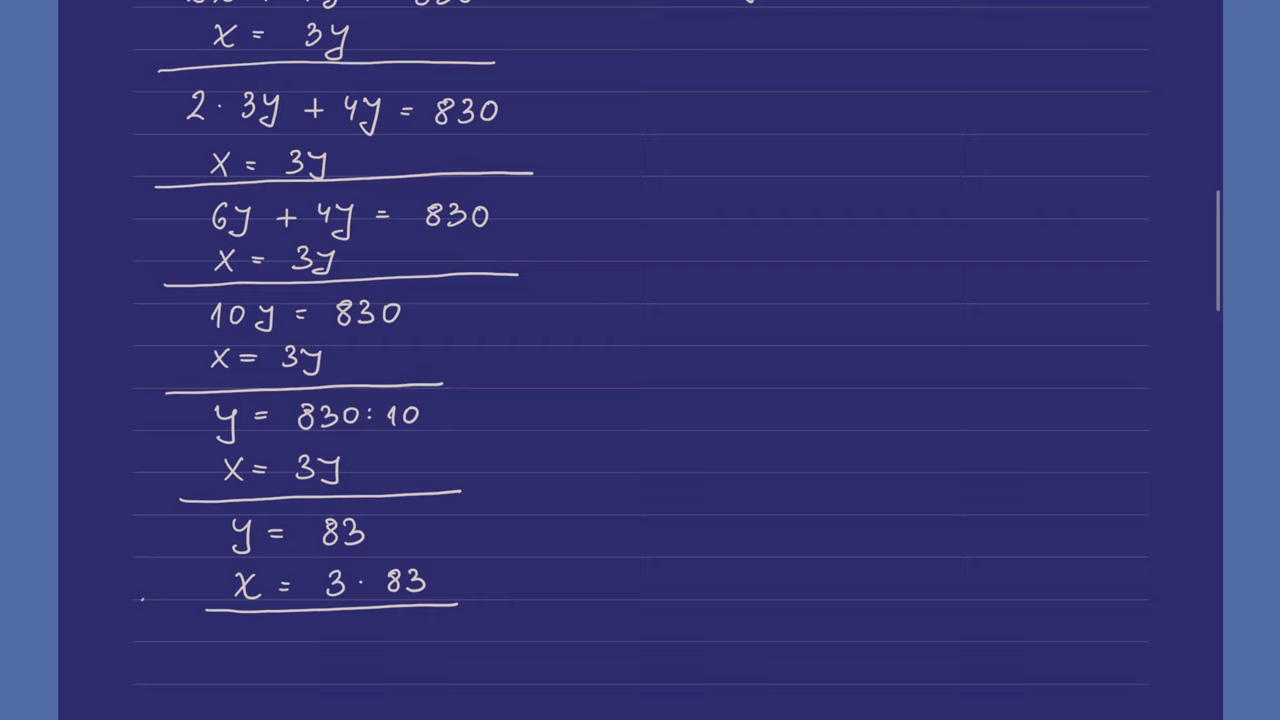 x = 3y
2 · 3y + 4y = 830
x = 3y
6y + 4y = 830
x = 3y
10y = 830
x = 3y
y = 830 : 10
x = 3y
y = 83
x = 3 · 83